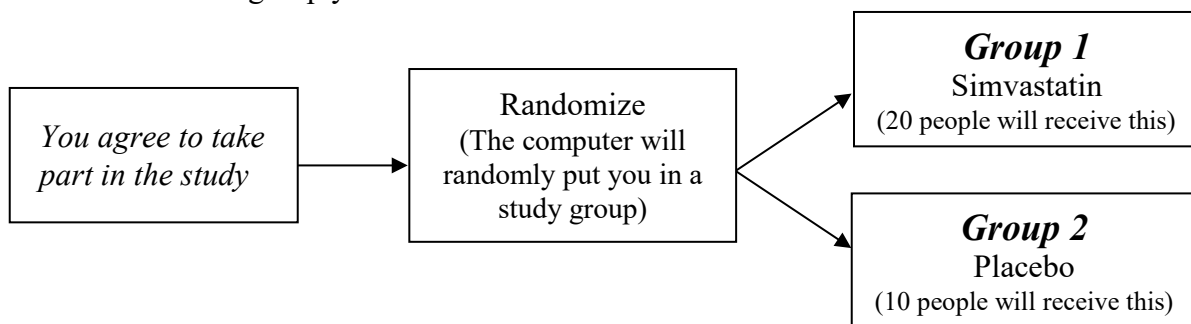 You agree to take
part in the study
Randomize
(The computer will
randomly put you in a
study group)
Group 1
Simvastatin
(20 people will receive this)
Group 2
Placebo
(10 people will receive this)